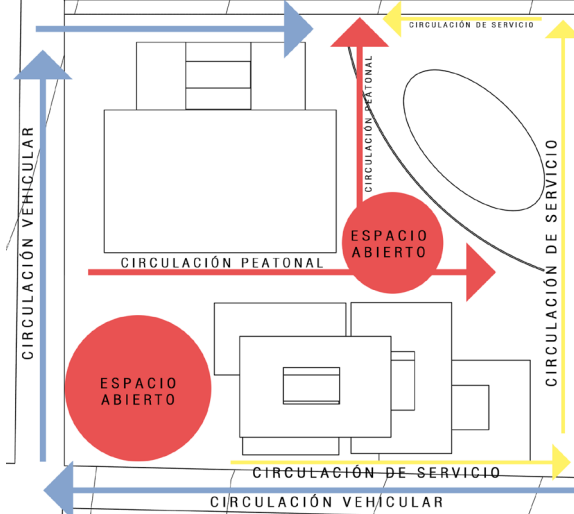 CIRCULACIÓN DE SERVICIO
CIRCULACIÓN PEATONAL
CIRCULACIÓN VEHICULAR
CIRCULACIÓN DE SERVICIO
ESPACIO
ABIERTO
CIRCULACIÓN PEATONAL
ESPACIO
ABIERTO
CIRCULACIÓN DE SERVICIO
CIRCULACIÓN VEHICULAR